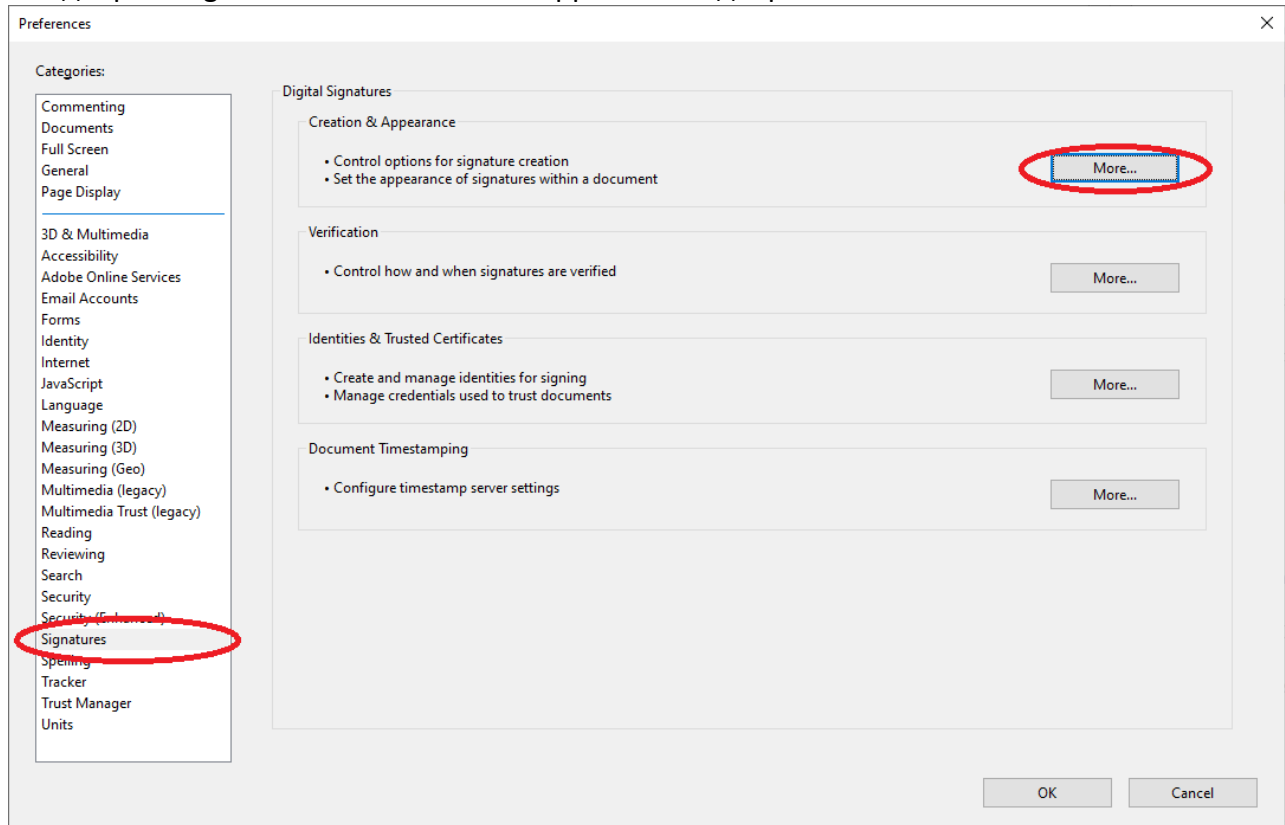 Preferences
Categories:
Commenting
Documents
Full Screen
General
Page Display
3D & Multimedia
Accessibility
Adobe Online Services
Email Accounts
Forms
Identity
Internet
JavaScript
Language
Measuring (2D)
Measuring (3D)
Measuring (Geo)
Multimedia (legacy)
Multimedia Trust (legacy)
Reading
Reviewing
Search
Security
Security (Enhanced)
Signatures
Spelling
Tracker
Trust Manager
Units
Digital Signatures
Creation & Appearance
• Control options for signature creation
• Set the appearance of signatures within a document
More...
Verification
• Control how and when signatures are verified
More...
Identities & Trusted Certificates
• Create and manage identities for signing
• Manage credentials used to trust documents
More...
Document Timestamping
• Configure timestamp server settings
More...
OK
Cancel